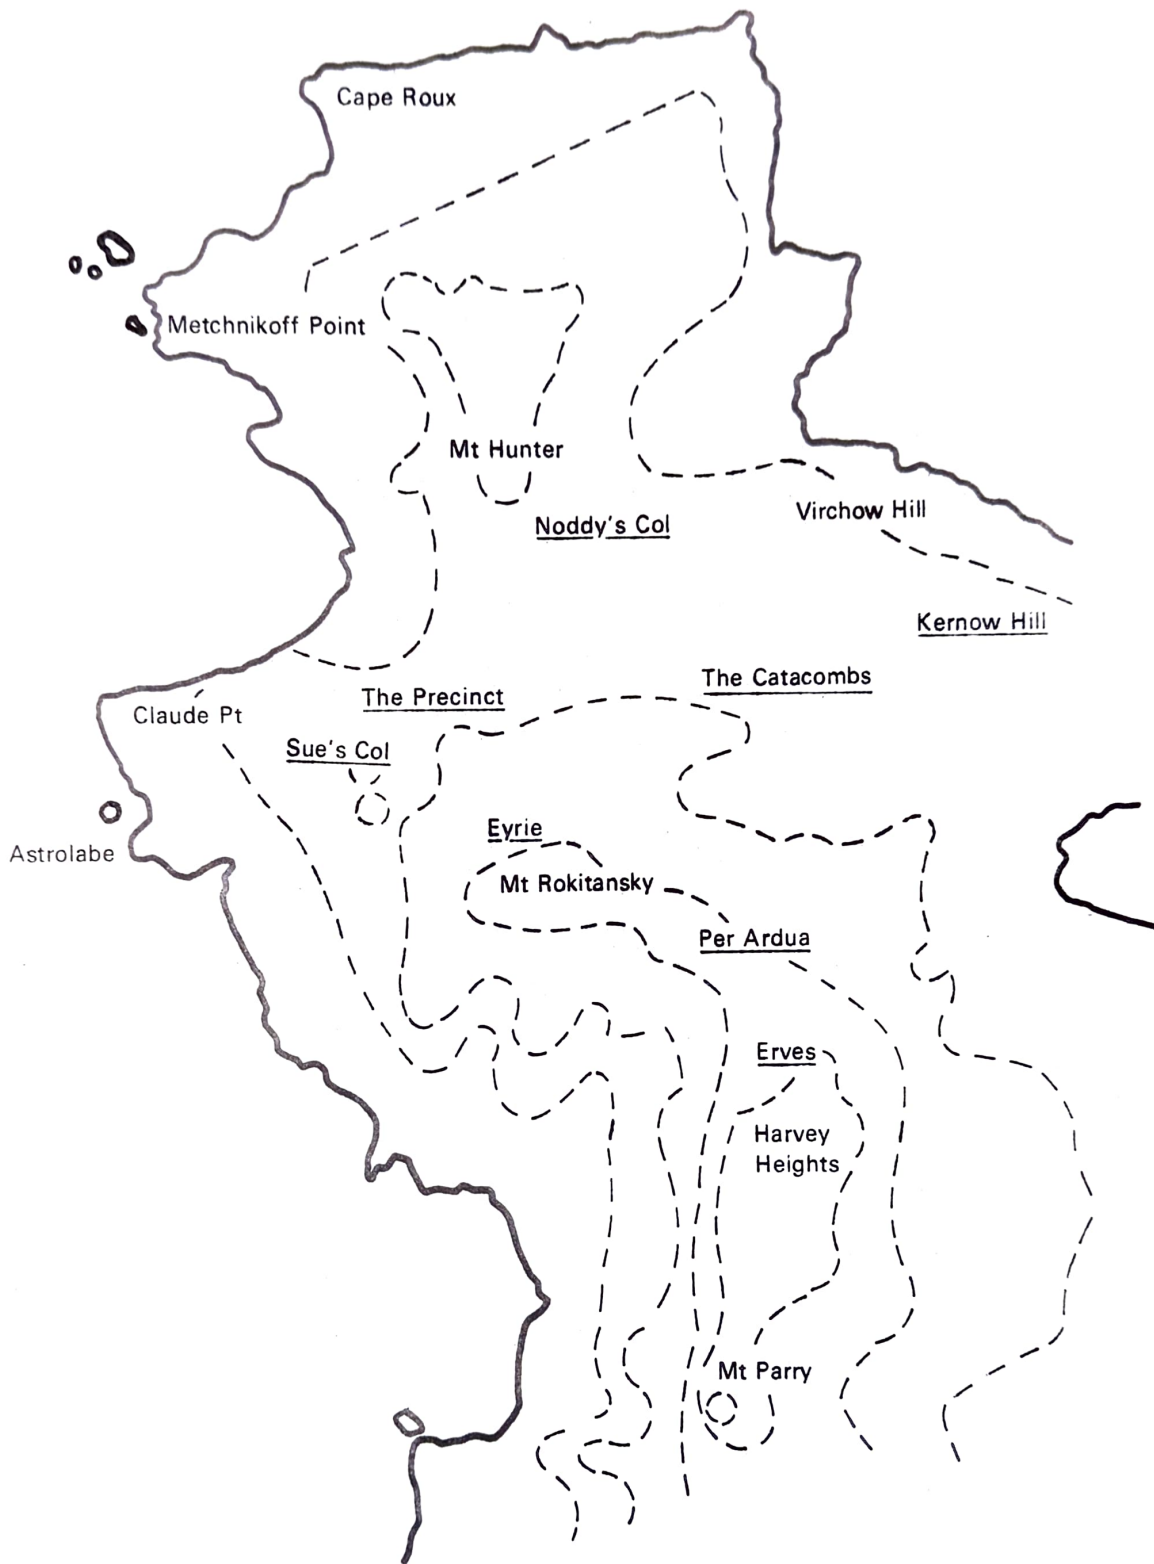 Cape Roux
Metchnikoff Point
Mt Hunter
Noddy's Col
Virchow Hill
Kernow Hill
The Catacombs
The Precinct
Claude Pt
Sue's Col
Eyrie
Astrolabe
Mt Rokitansky
Per Ardua
Erves
Harvey
Heights
Mt Parry